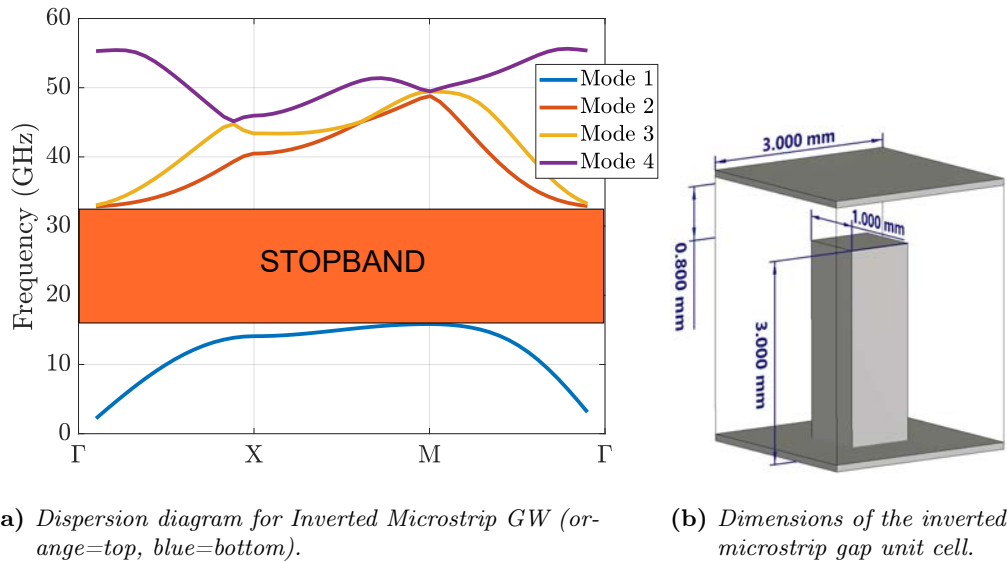 60
50
40
30
20
10
0
Frequency (GHz)
Γ
X
M
Γ
Mode 1
Mode 2
Mode 3
Mode 4
STOPBAND
3.000 mm
1.000 mm
0.800 mm
3.000 mm
a) Dispersion diagram for Inverted Microstrip GW (or-
ange=top, blue=bottom).
(b) Dimensions of the inverted
microstrip gap unit cell.